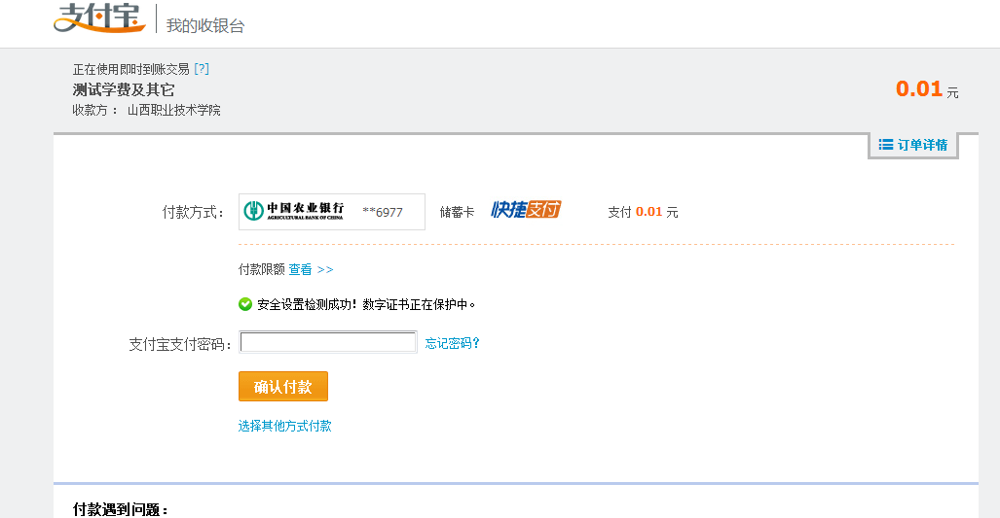 支付宝 我的收银台
正在使用即时到账交易 [?]
测试学费及其它
0.01 元
收款方 : 山西职业技术学院
订单详情
付款方式: 中国农业银行 AGRICULTURAL BANK OF CHINA **6977 储蓄卡 快捷支付 支付 0.01 元
付款限额 查看 >>
安全设置检测成功！数字证书正在保护中。
支付宝支付密码: 忘记密码?
确认付款
选择其他方式付款
付款遇到问题: